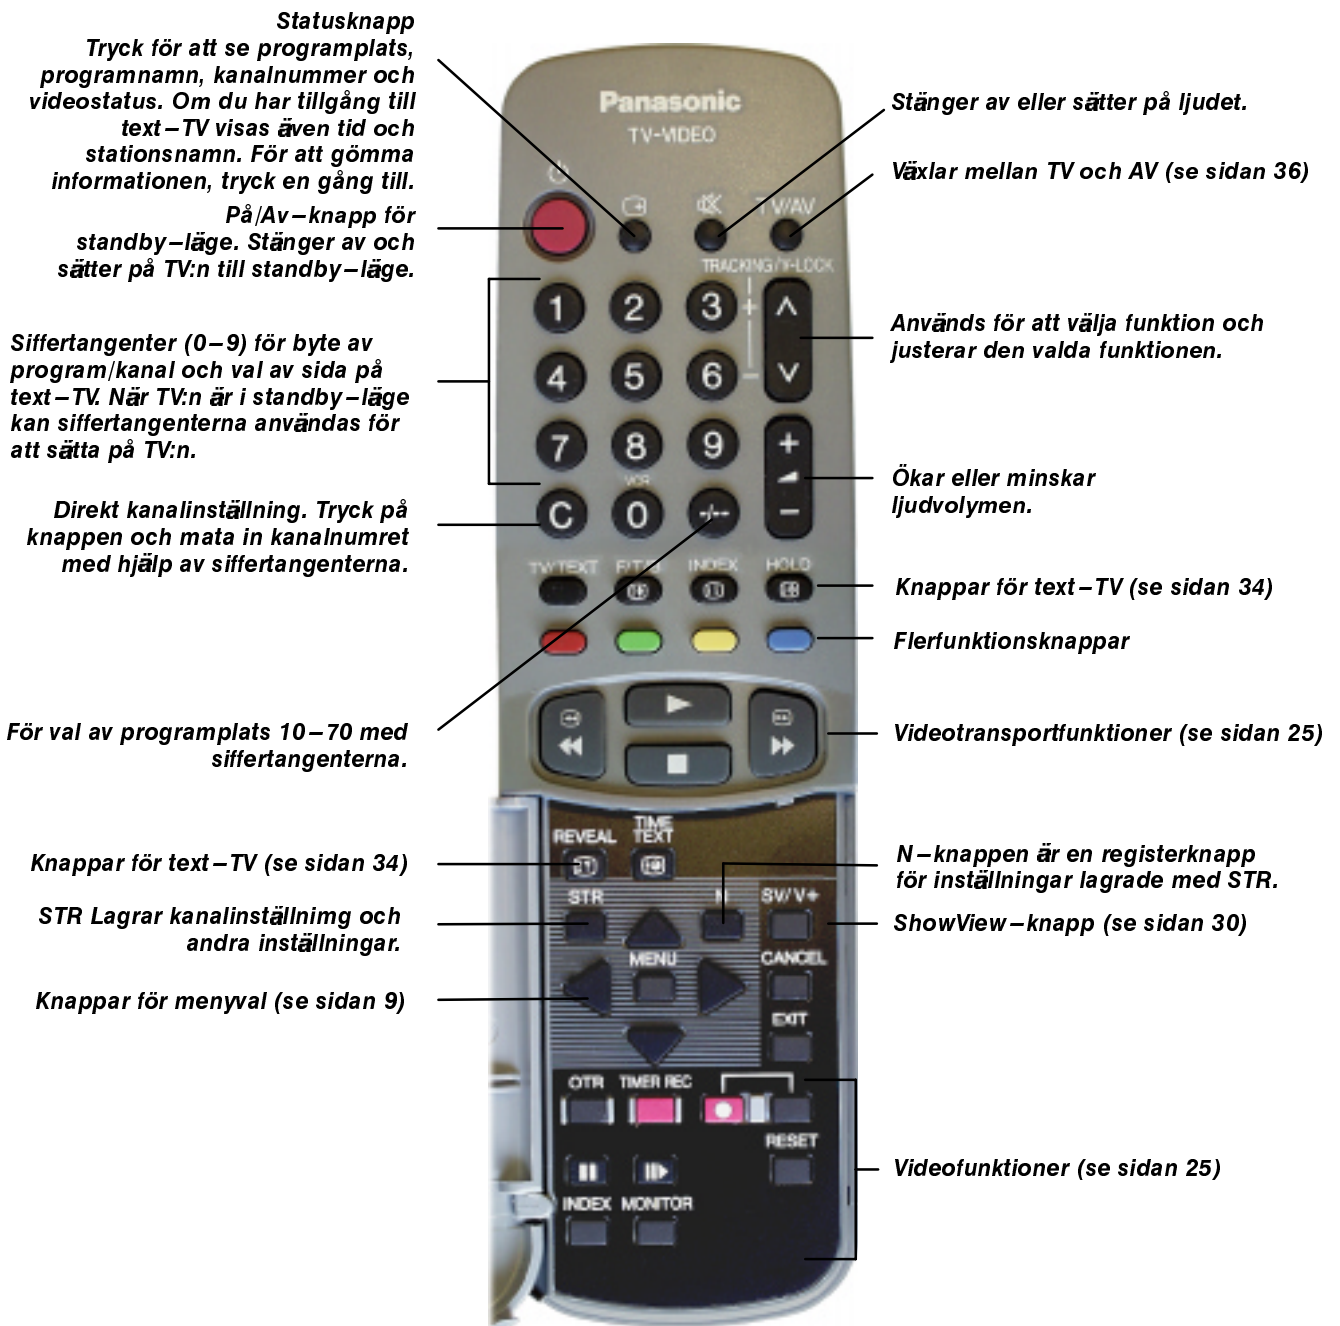 Statusknapp
Tryck för att se programplats,
programnamn, kanalnummer och
videostatus. Om du har tillgång till
text–TV visas även tid och
stationsnamn. För att gömma
informationen, tryck en gång till.
På/Av–knapp för
standby–läge. Stänger av och
sätter på TV:n till standby–läge.
Siffertangenter (0–9) för byte av
program/kanal och val av sida på
text–TV. När TV:n är i standby–läge
kan siffertangenterna användas för
att sätta på TV:n.
Direkt kanalinställning. Tryck på
knappen och mata in kanalnumret
med hjälp av siffertangenterna.
För val av programplats 10–70 med
siffertangenterna.
Knappar för text–TV (se sidan 34)
STR Lagrar kanalinställnimg och
andra inställningar.
Knappar för menyval (se sidan 9)
Panasonic
TV-VIDEO
TV/AV
TRACKING/V-LOCK
1 2 3 +
4 5 6 −
7 8 9 +
VCR
C 0 -/-- −
TV/TEXT F/T/B INDEX HOLD
REVEAL TIME TEXT
STR N SV/V+
MENU CANCEL
EXIT
OTR TIMER REC
RESET
INDEX MONITOR
Stänger av eller sätter på ljudet.
Växlar mellan TV och AV (se sidan 36)
Används för att välja funktion och
justerar den valda funktionen.
Ökar eller minskar
ljudvolymen.
Knappar för text–TV (se sidan 34)
Flerfunktionsknappar
Videotransportfunktioner (se sidan 25)
N–knappen är en registerknapp
för inställningar lagrade med STR.
ShowView–knapp (se sidan 30)
Videofunktioner (se sidan 25)